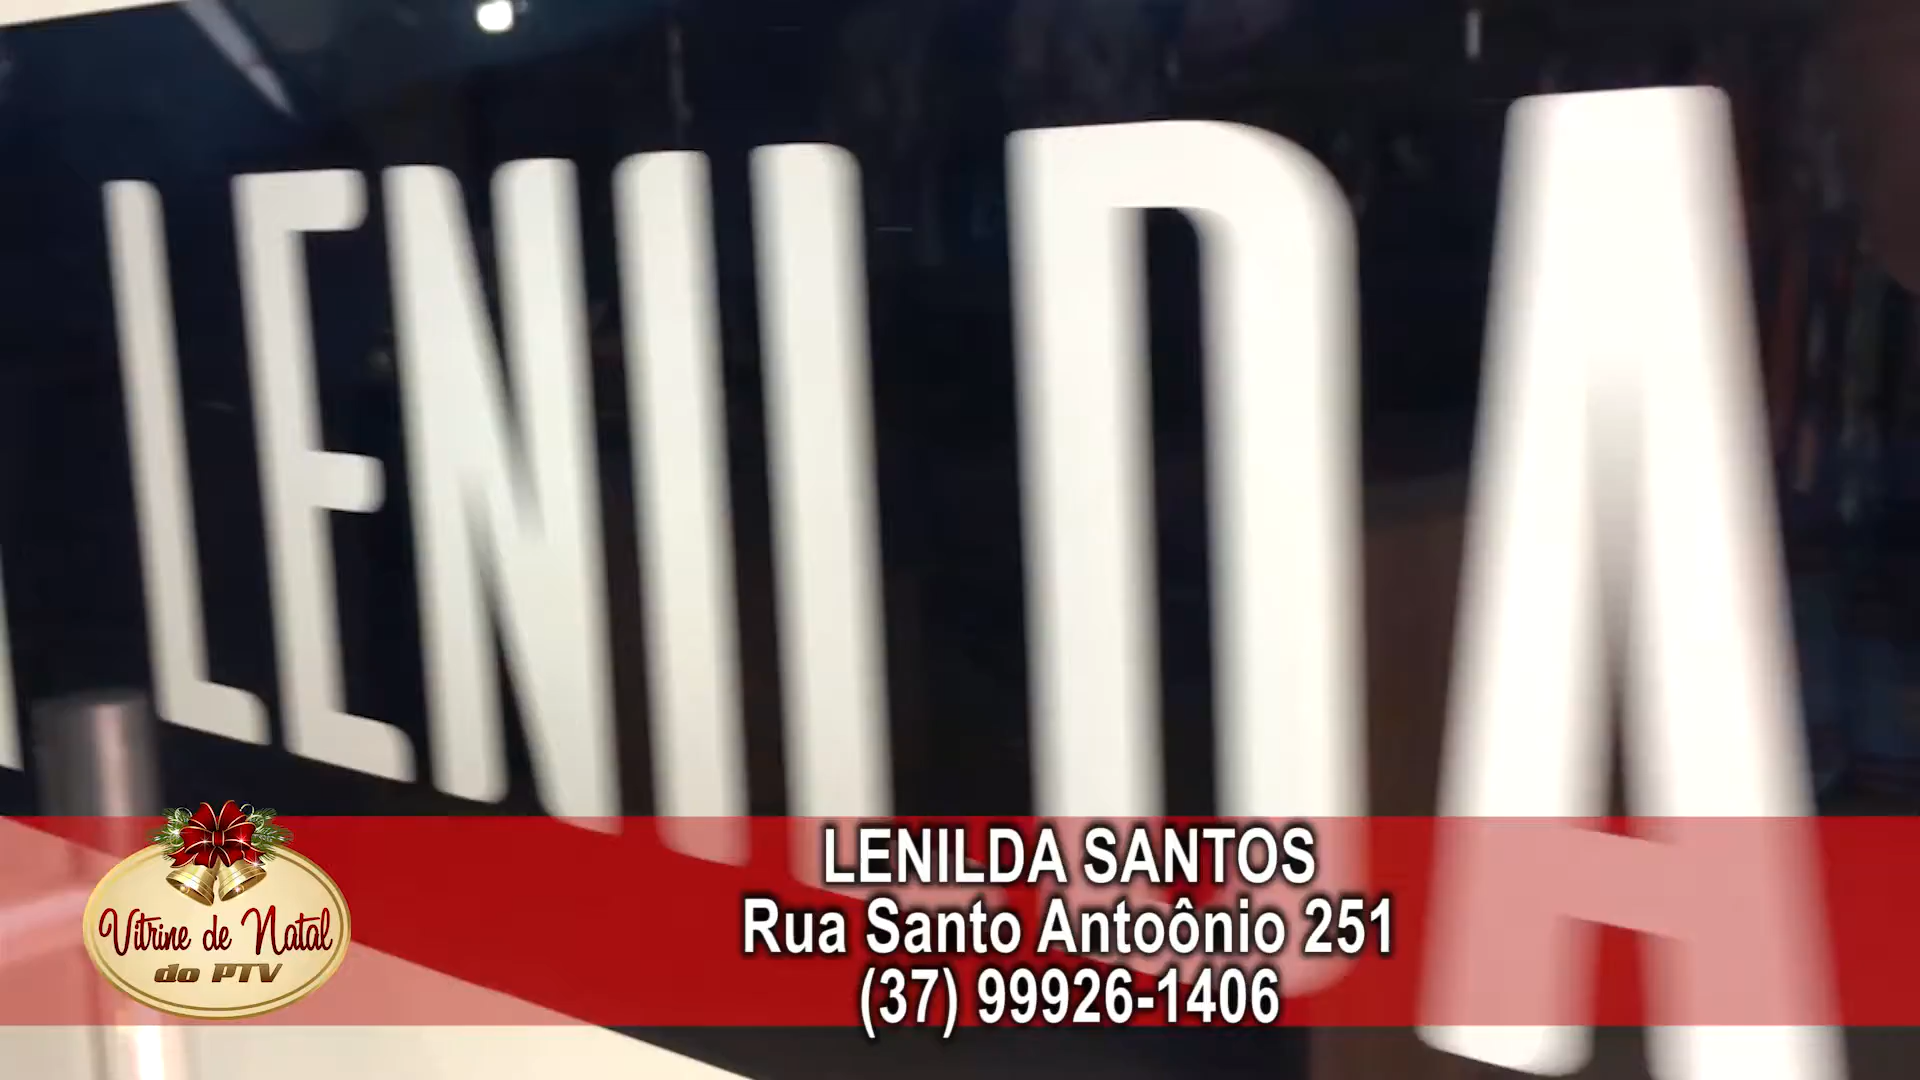 LENILDA
LENILDA SANTOS
Rua Santo Antoônio 251
(37) 99926-1406
Vitrine de Natal
do PTV